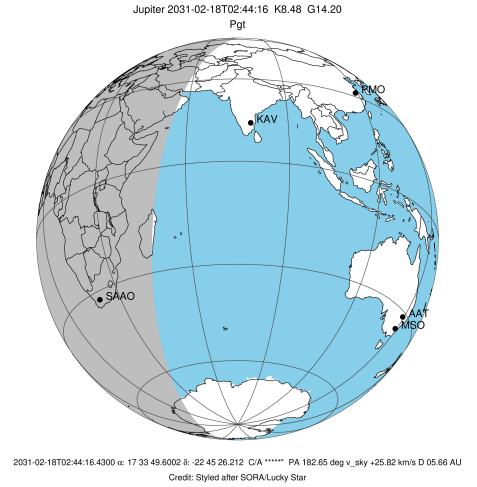 Jupiter 2031-02-18T02:44:16  K8.48  G14.20
Pgt
PMO
KAV
SAAO
AAT
MSO
2031-02-18T02:44:16.4300 α: 17 33 49.6002 δ: -22 45 26.212  C/A *****"  PA 182.65 deg v_sky +25.82 km/s D 05.66 AU
Credit: Styled after SORA/Lucky Star